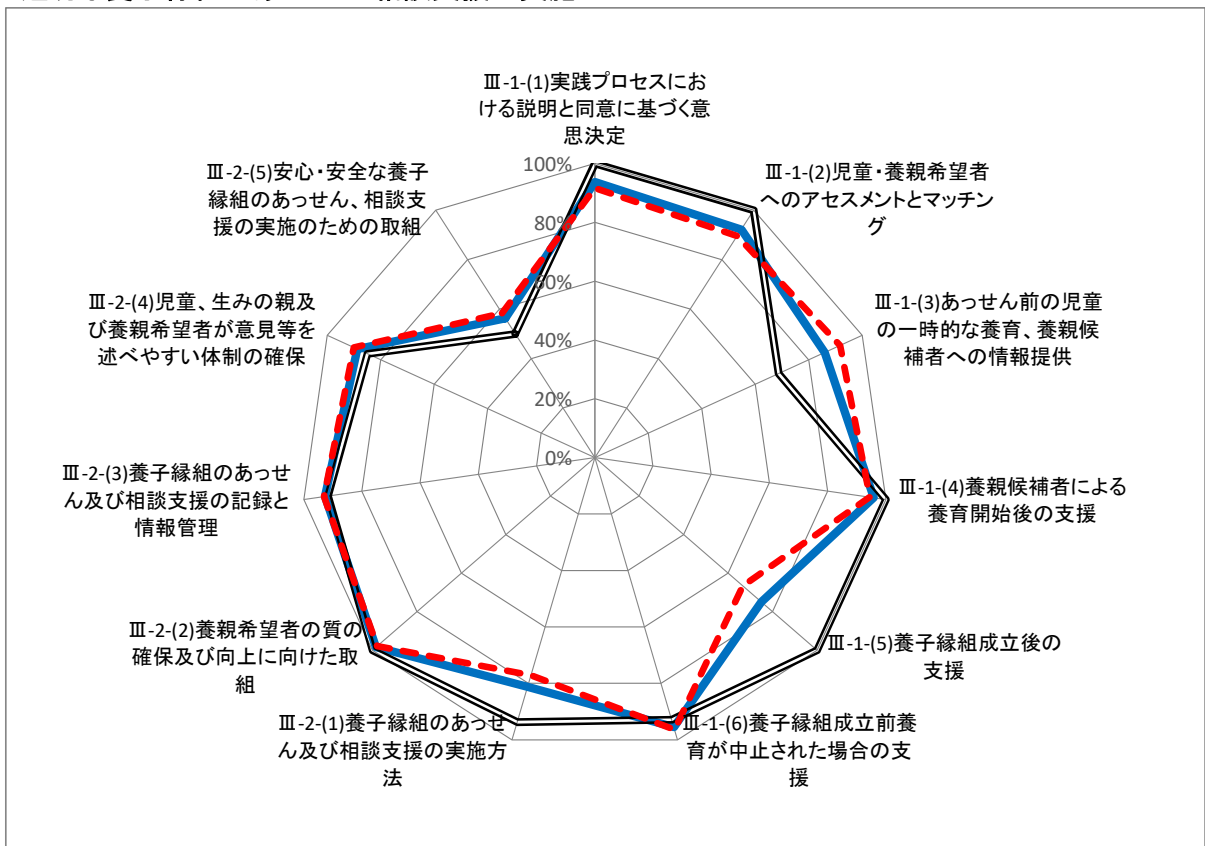 Ⅲ-1-(1)実践プロセスにお
ける説明と同意に基づく意
思決定
Ⅲ-1-(2)児童・養親希望者
へのアセスメントとマッチン
グ
Ⅲ-1-(3)あっせん前の児童
の一時的な養育、養親候
補者への情報提供
Ⅲ-1-(4)養親候補者による
養育開始後の支援
Ⅲ-1-(5)養子縁組成立後の
支援
Ⅲ-1-(6)養子縁組成立前養
育が中止された場合の支
援
Ⅲ-2-(1)養子縁組のあっせ
ん及び相談支援の実施方
法
Ⅲ-2-(2)養親希望者の質の
確保及び向上に向けた取
組
Ⅲ-2-(3)養子縁組のあっせ
ん及び相談支援の記録と
情報管理
Ⅲ-2-(4)児童、生みの親及
び養親希望者が意見等を
述べやすい体制の確保
Ⅲ-2-(5)安心・安全な養子
縁組のあっせん、相談支
援の実施のための取組
100%
80%
60%
40%
20%
0%